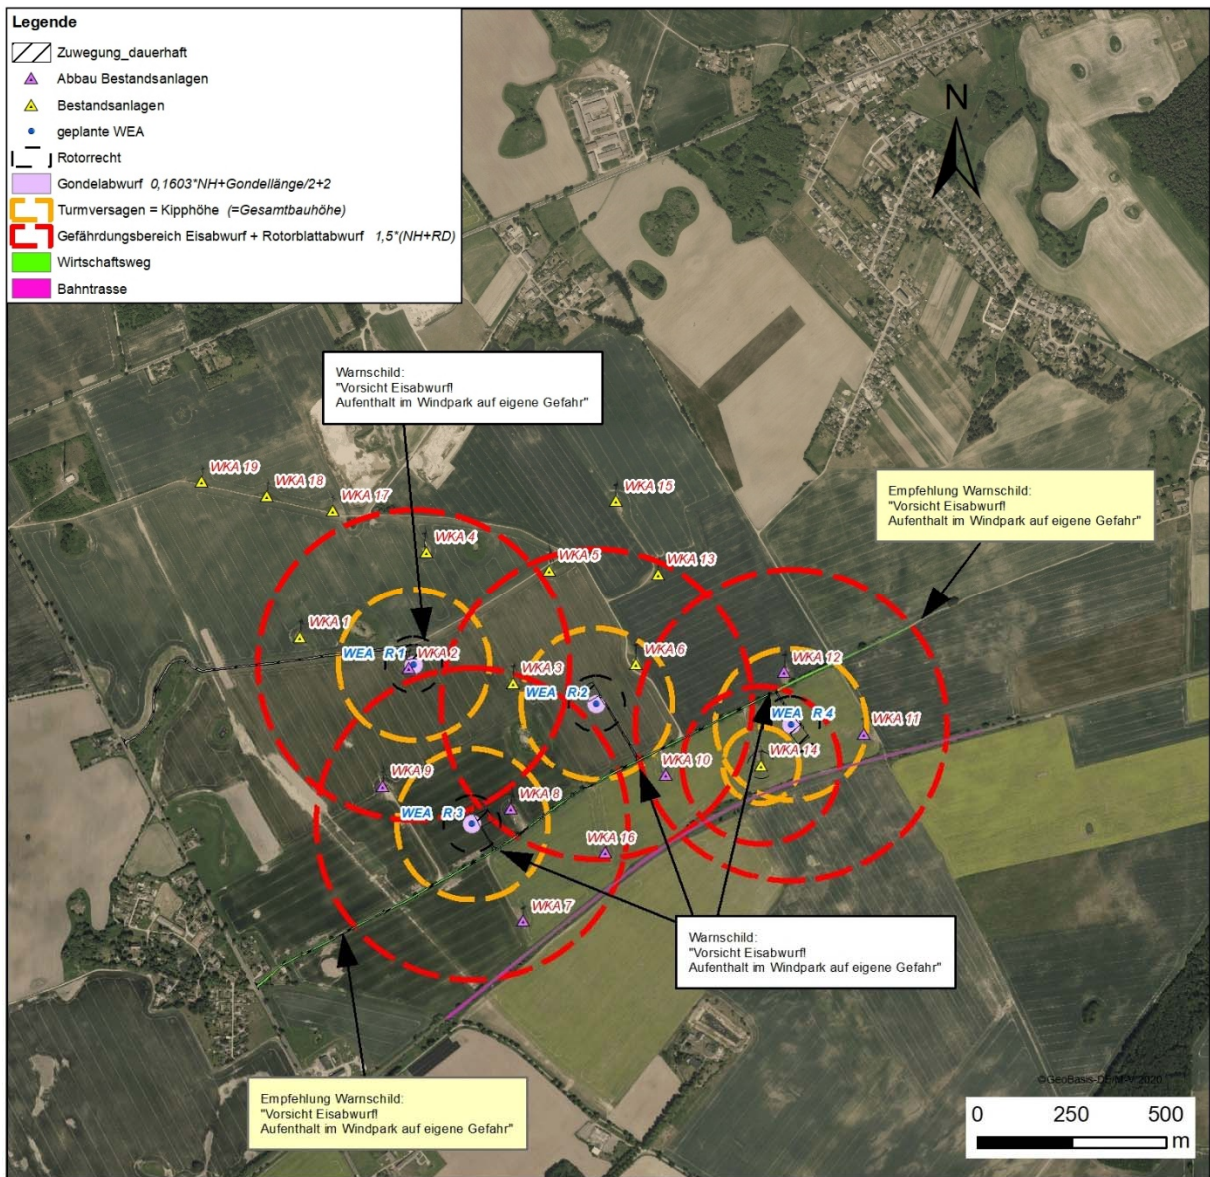 Legende
Zuwegung_dauerhaft
Abbau Bestandsanlagen
Bestandsanlagen
geplante WEA
Rotorrecht
Gondelabwurf 0,1603*NH+Gondellänge/2+2
Turmversagen = Kipphöhe (=Gesamtbauhöhe)
Gefährdungsbereich Eisabwurf + Rotorblattabwurf 1,5*(NH+RD)
Wirtschaftsweg
Bahntrasse
N
Warnschild:
"Vorsicht Eisabwurf!
Aufenthalt im Windpark auf eigene Gefahr"
Empfehlung Warnschild:
"Vorsicht Eisabwurf!
Aufenthalt im Windpark auf eigene Gefahr"
WKA 19
WKA 18
WKA 17
WKA 15
WKA 4
WKA 5
WKA 13
WKA 1
WEA R 1
WKA 2
WKA 3
WKA 6
WKA 12
WEA R 2
WEA R 4
WKA 11
WKA 14
WKA 10
WKA 9
WKA 8
WEA R 3
WKA 16
WKA 7
Warnschild:
"Vorsicht Eisabwurf!
Aufenthalt im Windpark auf eigene Gefahr"
Empfehlung Warnschild:
"Vorsicht Eisabwurf!
Aufenthalt im Windpark auf eigene Gefahr"
©GeoBasis-DE/M-V 2020
0 250 500
m